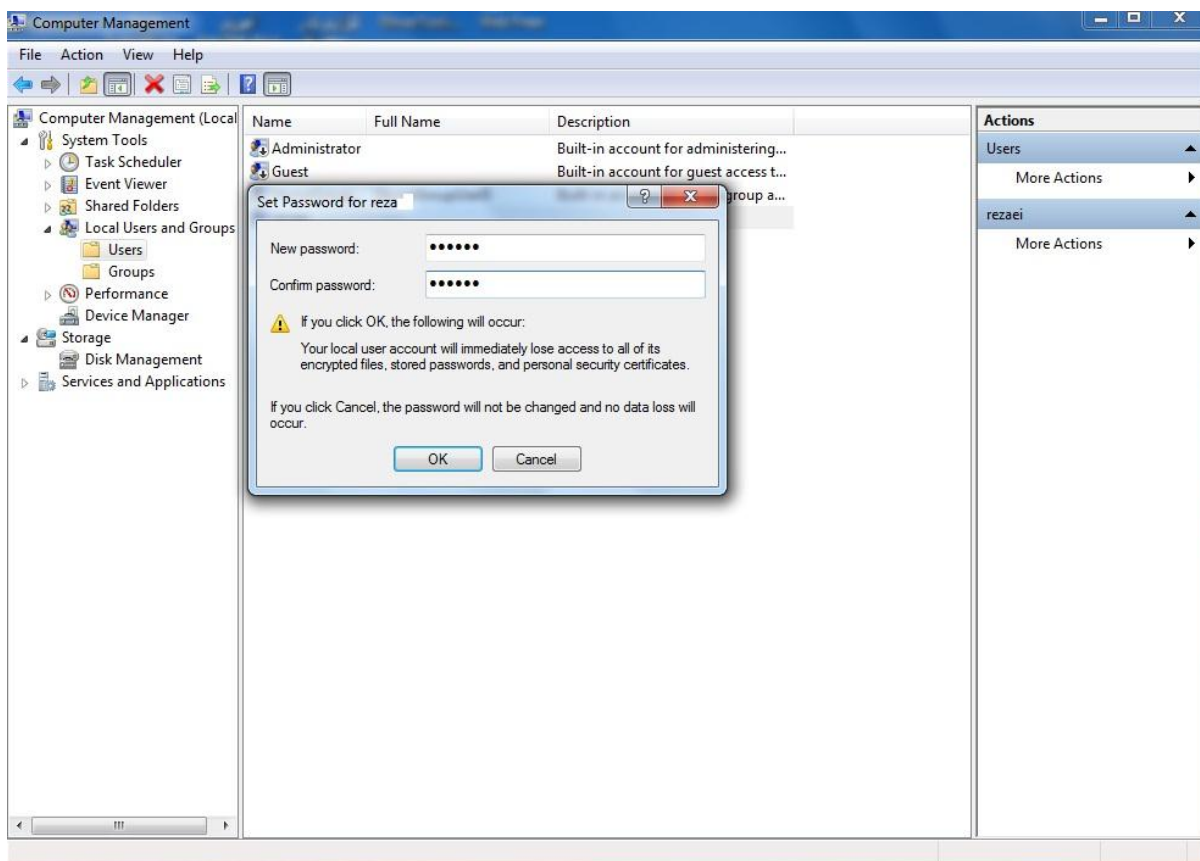 Computer Management
File Action View Help
Computer Management (Local
System Tools
Task Scheduler
Event Viewer
Shared Folders
Local Users and Groups
Users
Groups
Performance
Device Manager
Storage
Disk Management
Services and Applications
Name Full Name Description
Administrator Built-in account for administering...
Guest Built-in account for guest access t...
group a...
Set Password for reza
New password: ••••••
Confirm password: ••••••
If you click OK, the following will occur:
Your local user account will immediately lose access to all of its
encrypted files, stored passwords, and personal security certificates.
If you click Cancel, the password will not be changed and no data loss will
occur.
OK Cancel
Actions
Users
More Actions
rezaei
More Actions